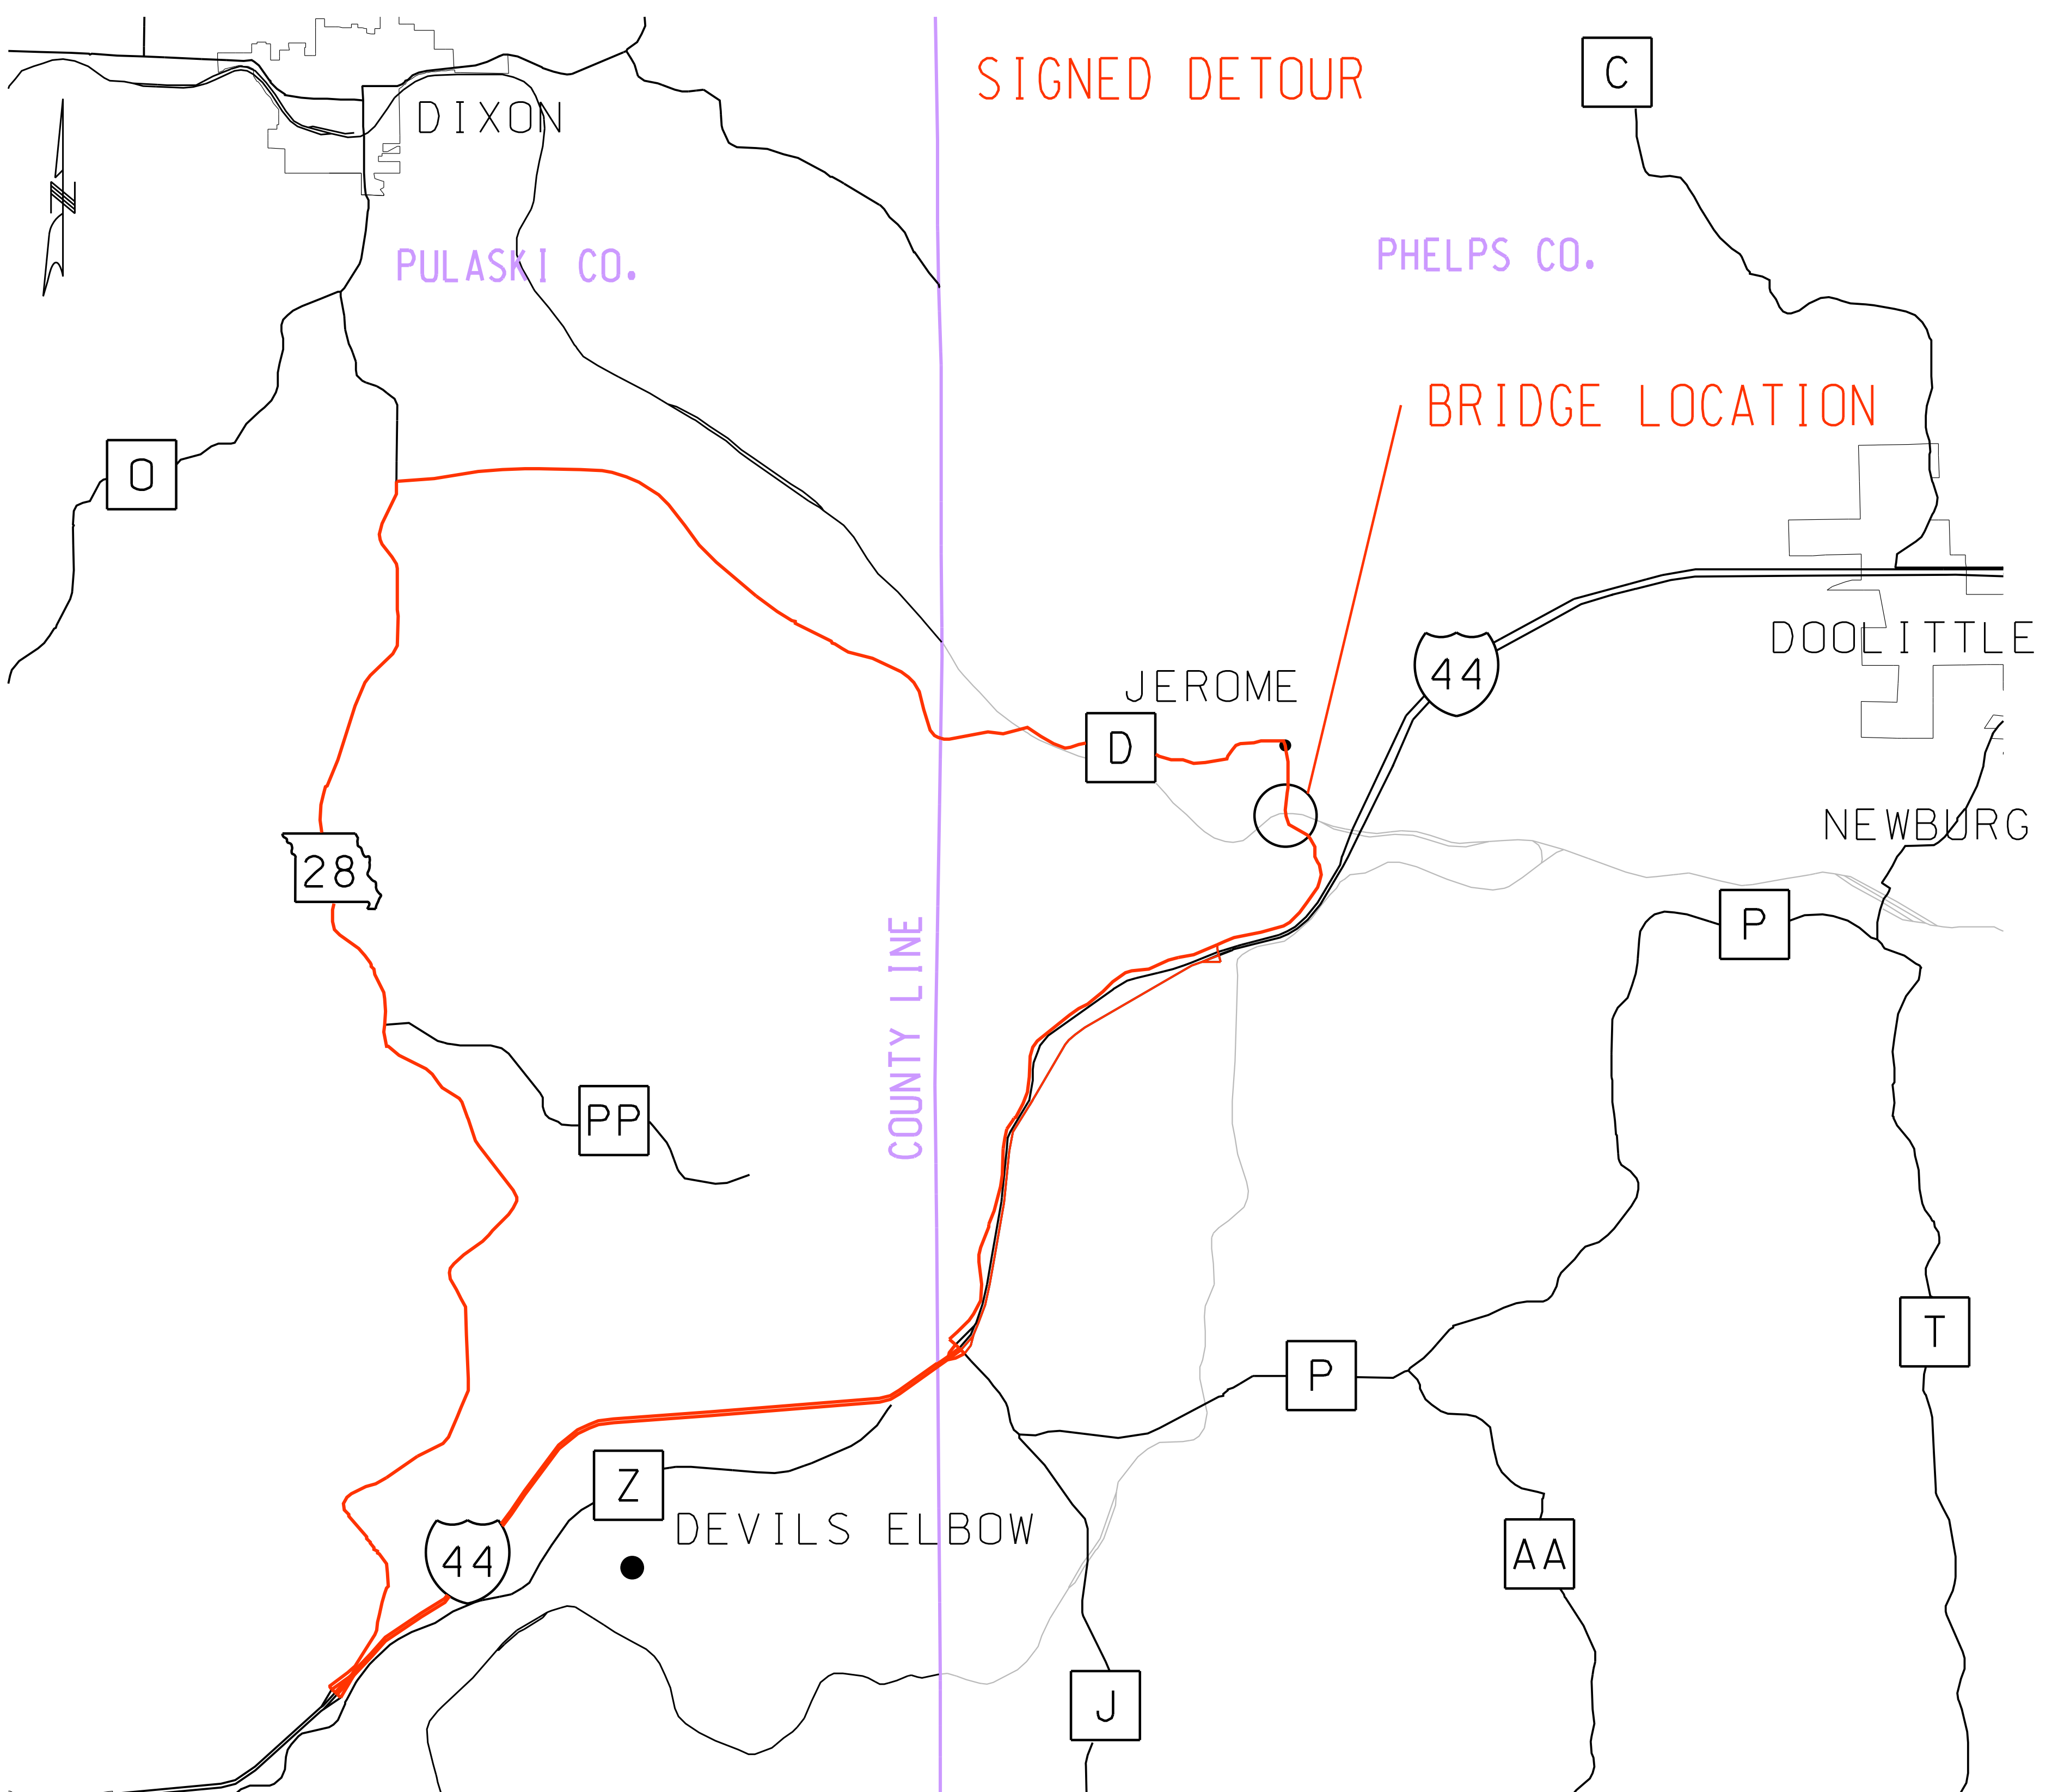 SIGNED DETOUR
C
DIXON
N
PULASKI CO.
PHELPS CO.
BRIDGE LOCATION
O
DOOLITTLE
44
JEROME
D
NEWBURG
28
P
COUNTY LINE
PP
T
P
Z
DEVILS ELBOW
44
AA
J